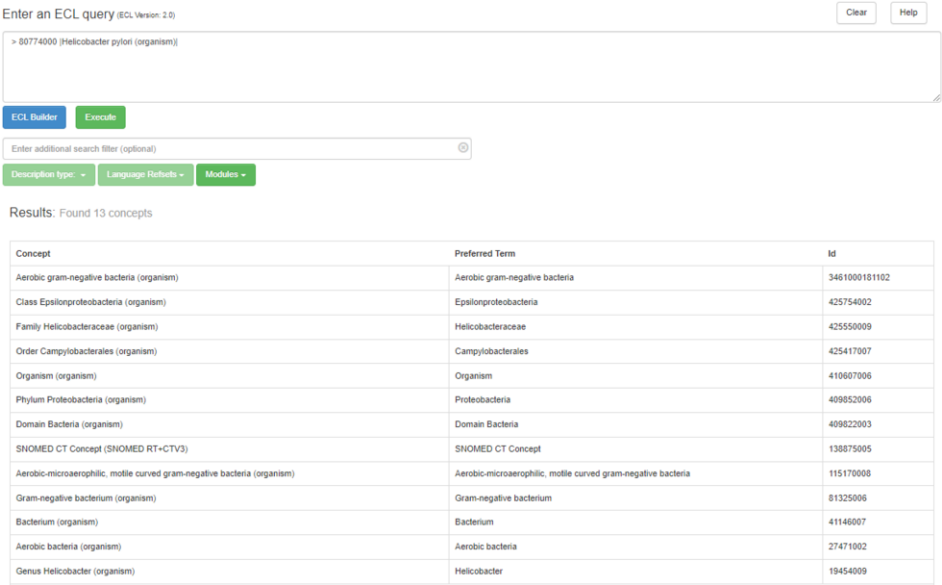 Enter an ECL query (ECL Version: 2.0) Clear Help
> 80774000 |Helicobacter pylori (organism)|
ECL Builder Execute
Enter additional search filter (optional)
Description type: Language Refsets Modules
Results: Found 13 concepts
Concept Preferred Term Id
Aerobic gram-negative bacteria (organism) Aerobic gram-negative bacteria 3461000181102
Class Epsilonproteobacteria (organism) Epsilonproteobacteria 425754002
Family Helicobacteraceae (organism) Helicobacteraceae 425550009
Order Campylobacterales (organism) Campylobacterales 425417007
Organism (organism) Organism 410607006
Phylum Proteobacteria (organism) Proteobacteria 409852006
Domain Bacteria (organism) Domain Bacteria 409822003
SNOMED CT Concept (SNOMED RT+CTV3) SNOMED CT Concept 138875005
Aerobic-microaerophilic, motile curved gram-negative bacteria (organism) Aerobic-microaerophilic, motile curved gram-negative bacteria 115170008
Gram-negative bacterium (organism) Gram-negative bacterium 81325006
Bacterium (organism) Bacterium 41146007
Aerobic bacteria (organism) Aerobic bacteria 27471002
Genus Helicobacter (organism) Helicobacter 19454009